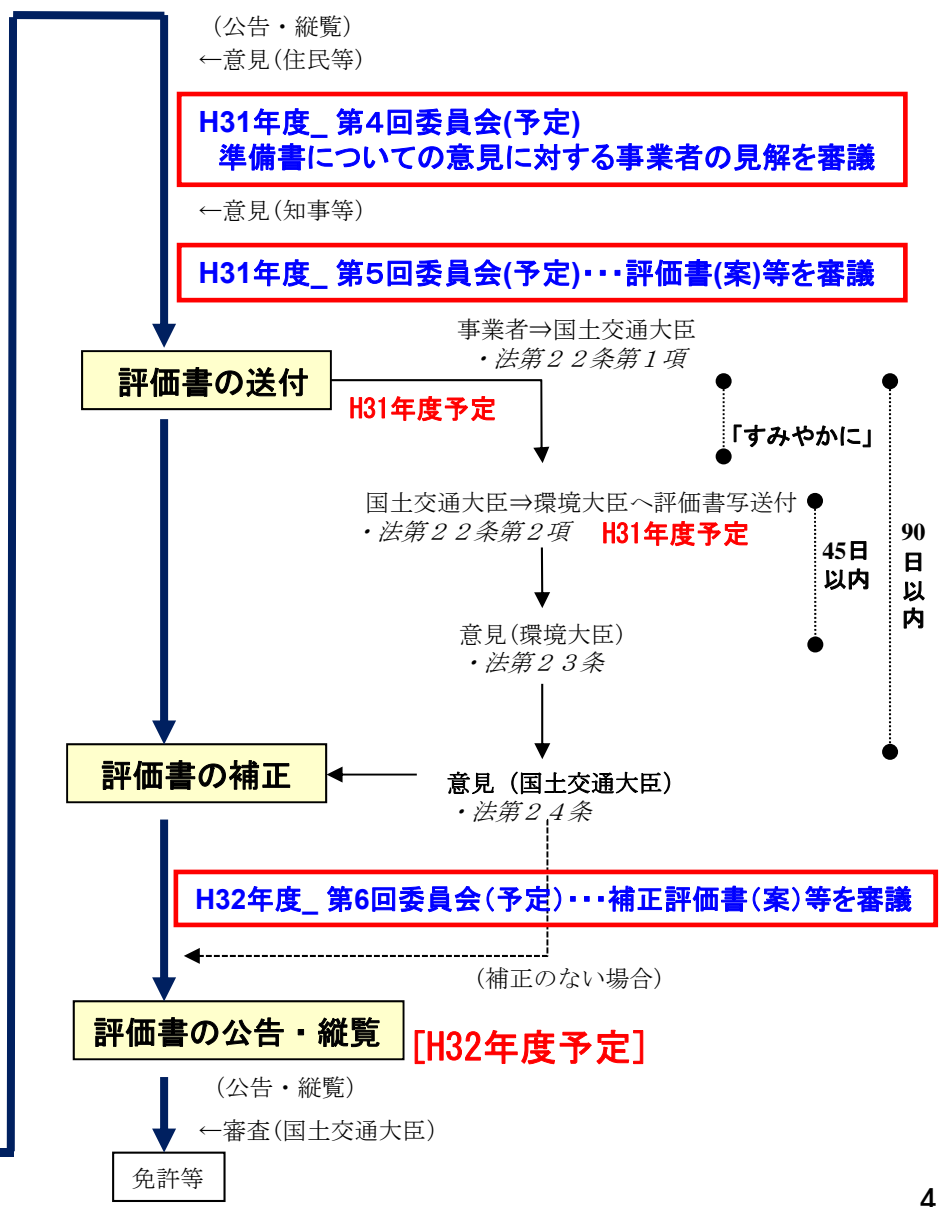 (公告・縦覧)
←意見(住民等)
H31年度_ 第4回委員会(予定)
準備書についての意見に対する事業者の見解を審議
←意見(知事等)
H31年度_ 第5回委員会(予定)･･･評価書(案)等を審議
事業者⇒国土交通大臣
・法第22条第1項
評価書の送付
H31年度予定
「すみやかに」
国土交通大臣⇒環境大臣へ評価書写送付
・法第22条第2項 H31年度予定
45日
以内
90
日
以
内
意見(環境大臣)
・法第23条
評価書の補正
意見（国土交通大臣）
・法第24条
H32年度_ 第6回委員会（予定）･･･補正評価書（案）等を審議
(補正のない場合)
評価書の公告・縦覧
[H32年度予定]
(公告・縦覧)
←審査(国土交通大臣)
免許等
4